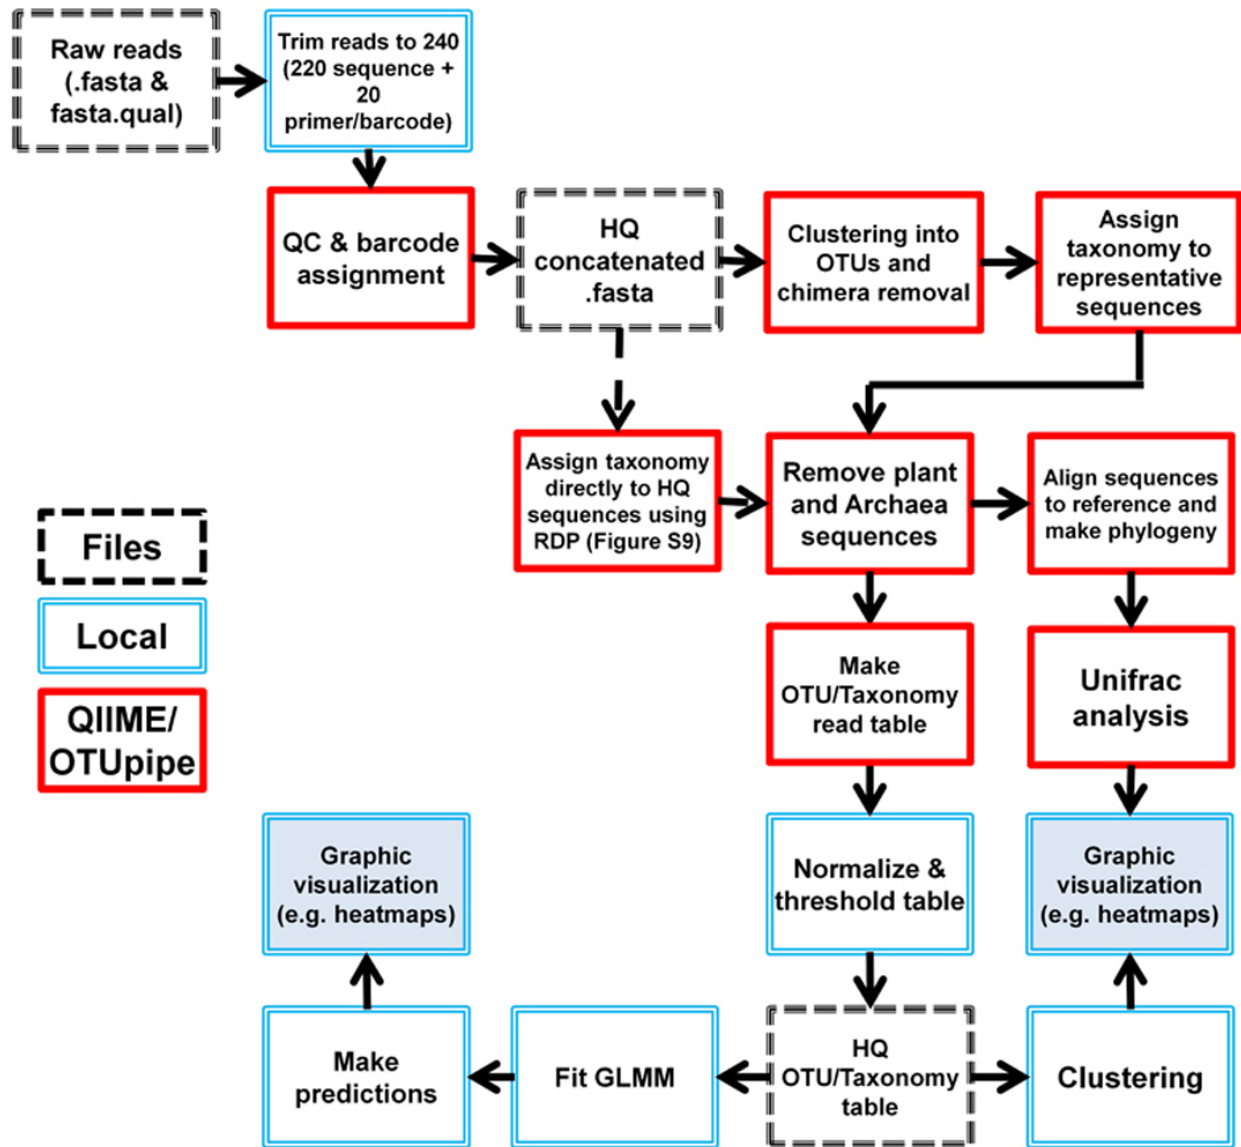 Raw reads
(.fasta &
fasta.qual)
Trim reads to 240
(220 sequence +
20
primer/barcode)
QC & barcode
assignment
HQ
concatenated
.fasta
Clustering into
OTUs and
chimera removal
Assign
taxonomy to
representative
sequences
Assign taxonomy
directly to HQ
sequences using
RDP (Figure S9)
Remove plant
and Archaea
sequences
Align sequences
to reference and
make phylogeny
Files
Local
QIIME/
OTUpipe
Make
OTU/Taxonomy
read table
Unifrac
analysis
Graphic
visualization
(e.g. heatmaps)
Normalize &
threshold table
Graphic
visualization
(e.g. heatmaps)
Make
predictions
Fit GLMM
HQ
OTU/Taxonomy
table
Clustering